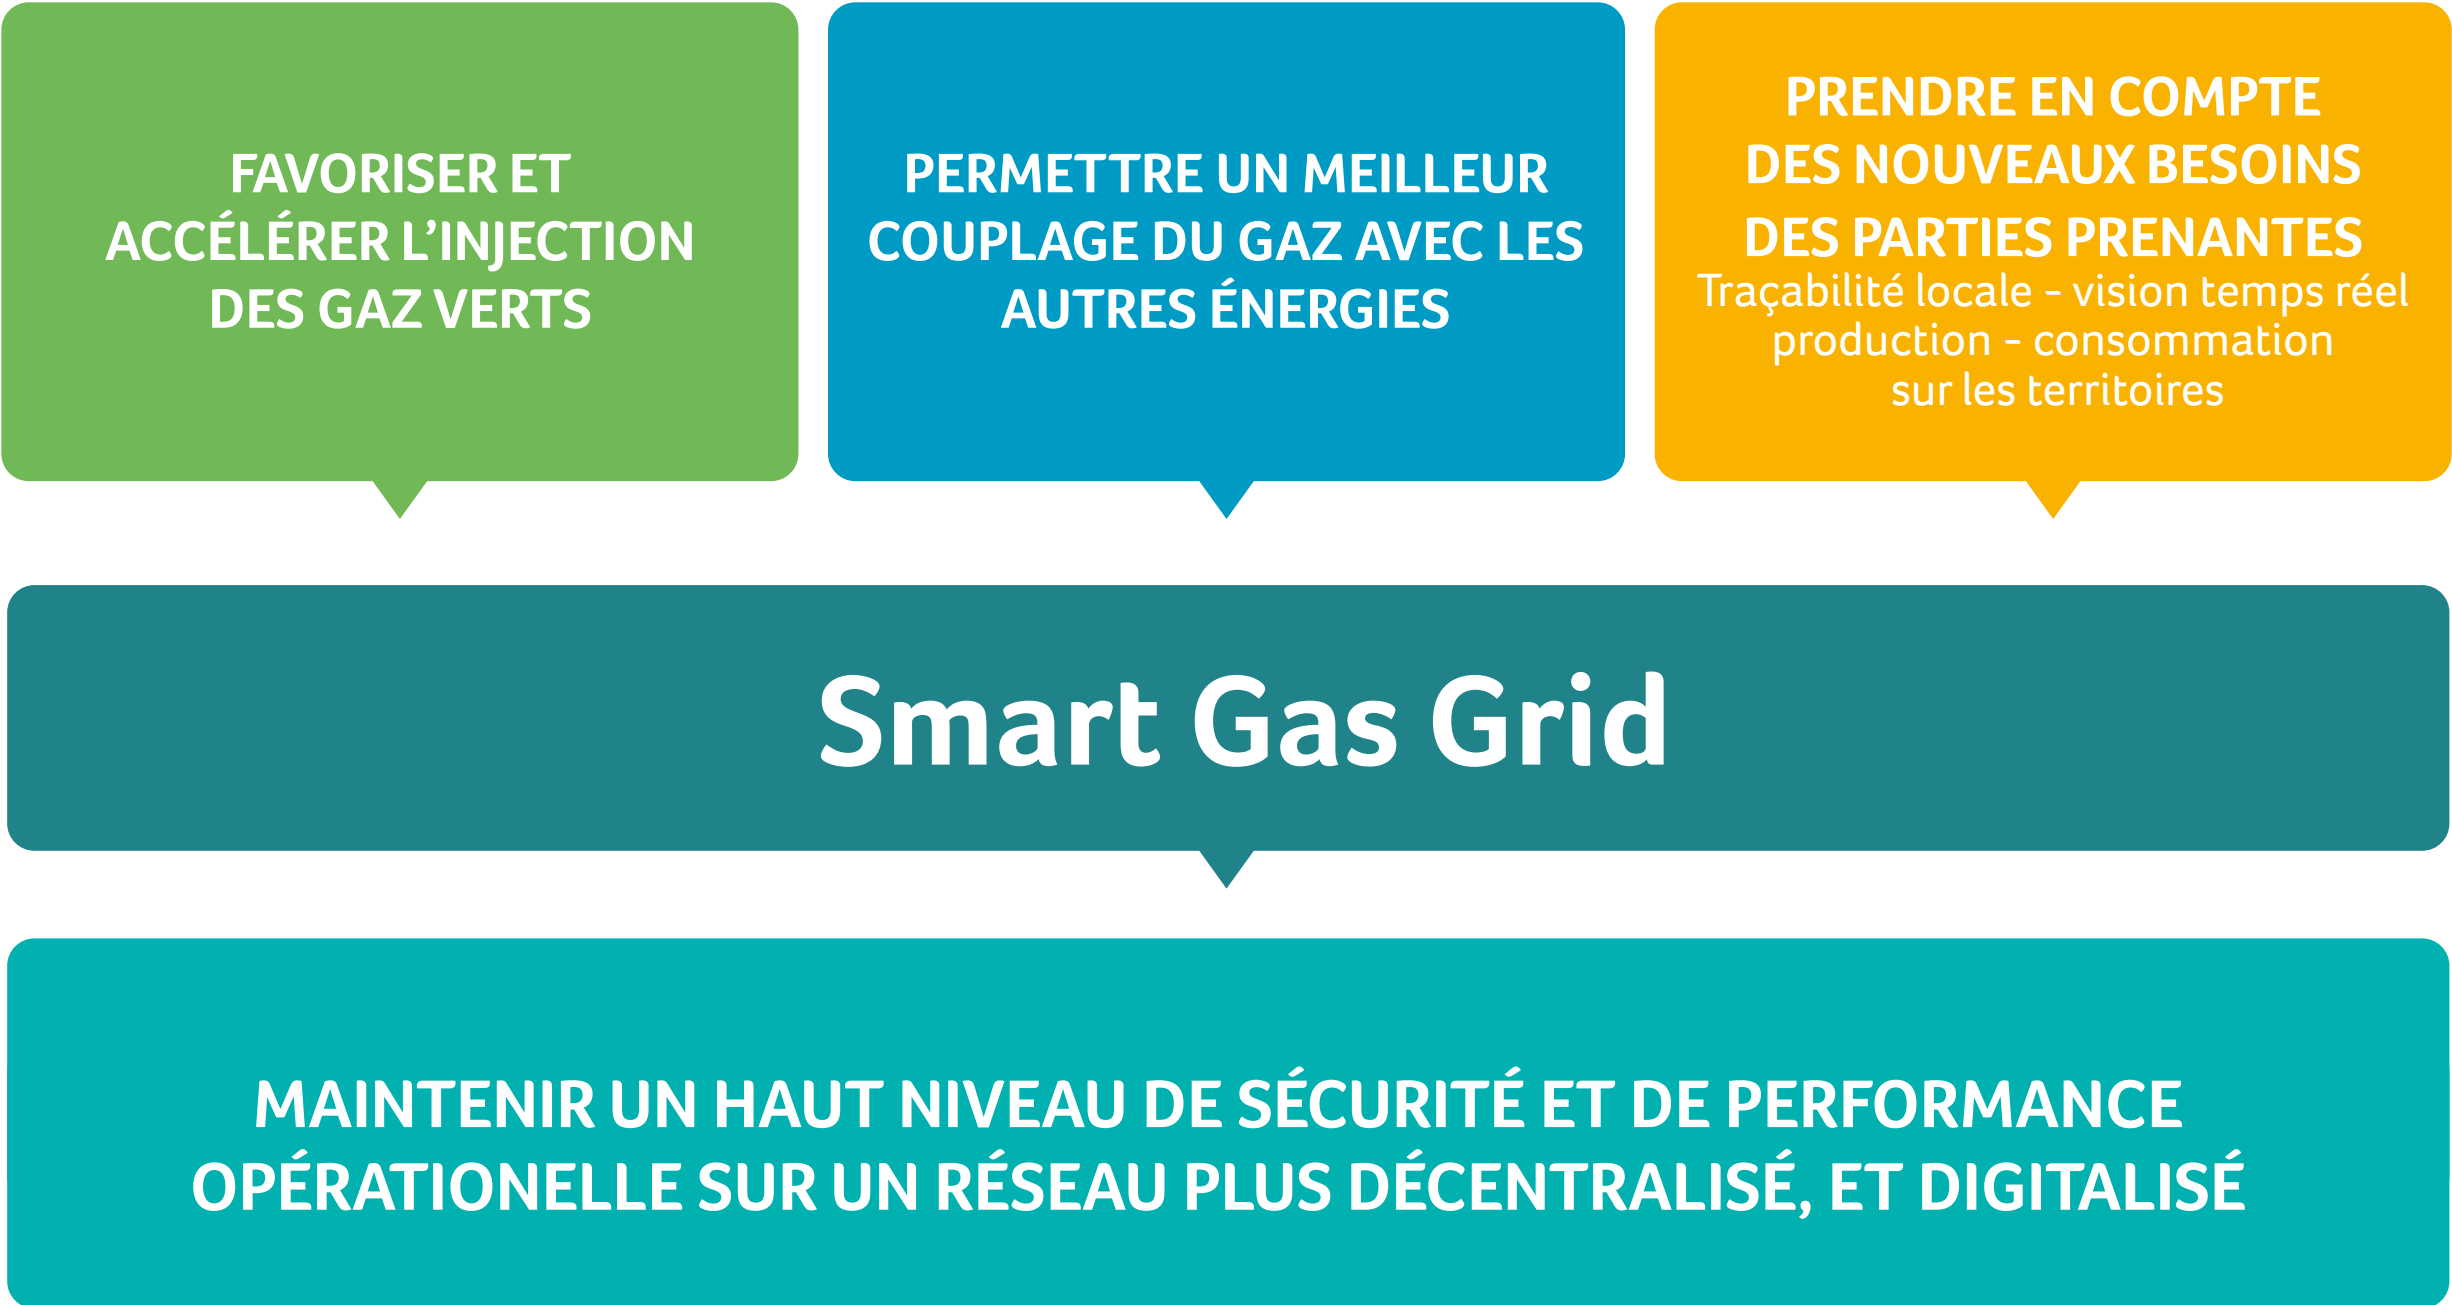 FAVORISER ET
ACCÉLÉRER L’INJECTION
DES GAZ VERTS
PERMETTRE UN MEILLEUR
COUPLAGE DU GAZ AVEC LES
AUTRES ÉNERGIES
PRENDRE EN COMPTE
DES NOUVEAUX BESOINS
DES PARTIES PRENANTES
Traçabilité locale - vision temps réel
production - consommation
sur les territoires
Smart Gas Grid
MAINTENIR UN HAUT NIVEAU DE SÉCURITÉ ET DE PERFORMANCE
OPÉRATIONELLE SUR UN RÉSEAU PLUS DÉCENTRALISÉ, ET DIGITALISÉ